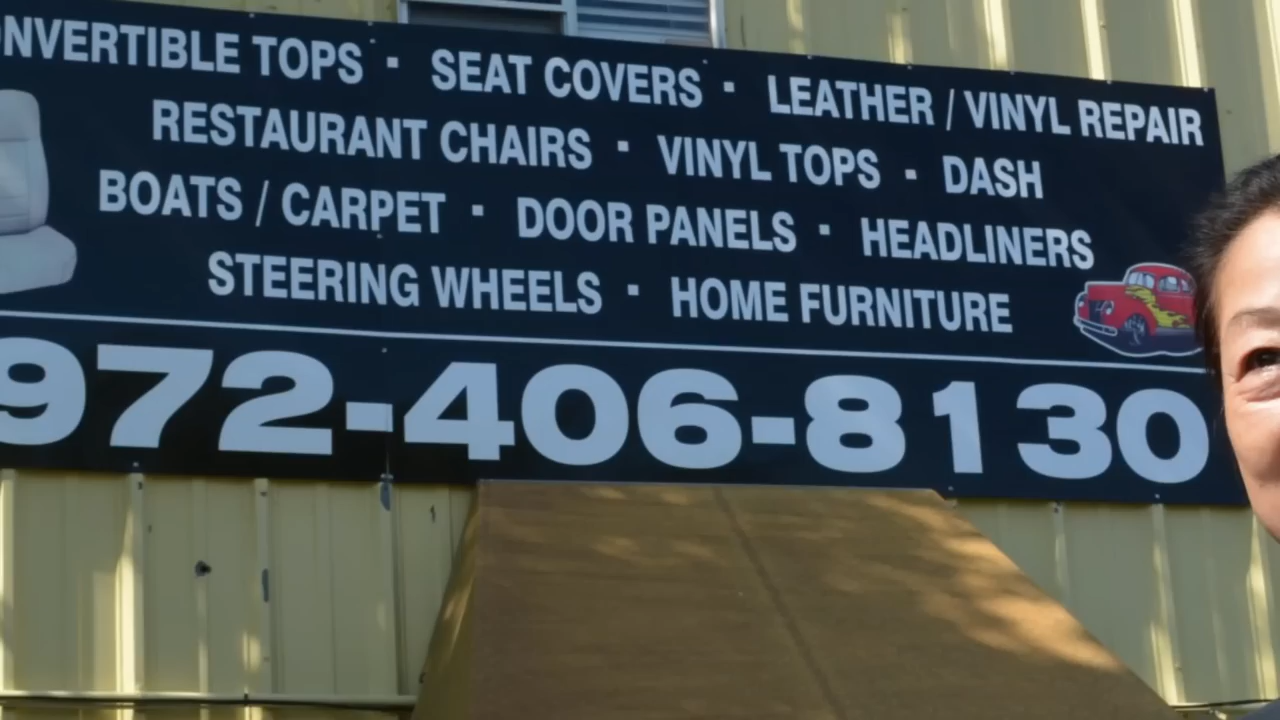 NVERTIBLE TOPS ▪ SEAT COVERS ▪ LEATHER / VINYL REPAIR
RESTAURANT CHAIRS ▪ VINYL TOPS ▪ DASH
BOATS / CARPET ▪ DOOR PANELS ▪ HEADLINERS
STEERING WHEELS ▪ HOME FURNITURE
972-406-8130